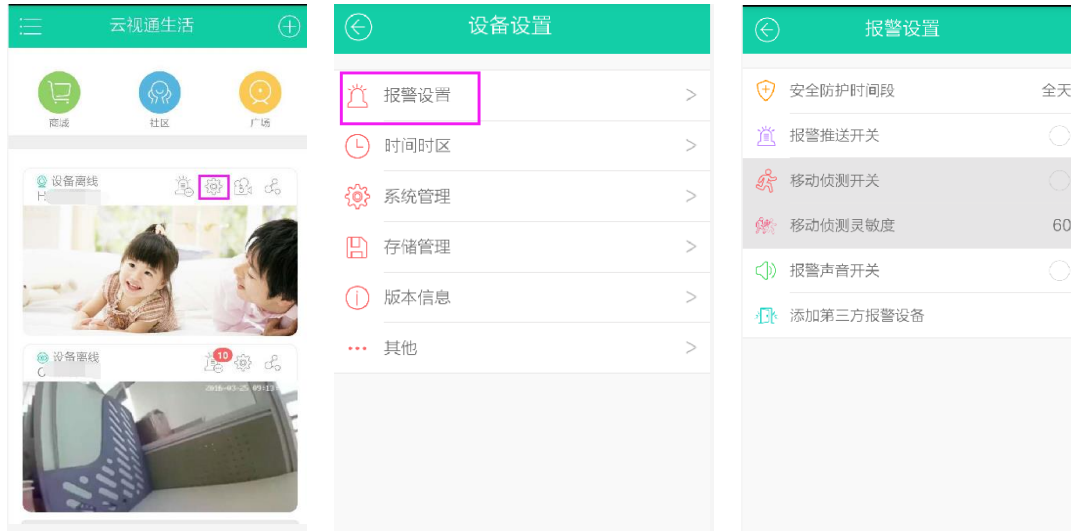 云视通生活
商城
社区
广场
设备离线
H
10
设备离线
C
2016-03-25 09:13
设备设置
报警设置
时间时区
系统管理
存储管理
版本信息
其他
报警设置
安全防护时间段 全天
报警推送开关
移动侦测开关
移动侦测灵敏度 60
报警声音开关
添加第三方报警设备